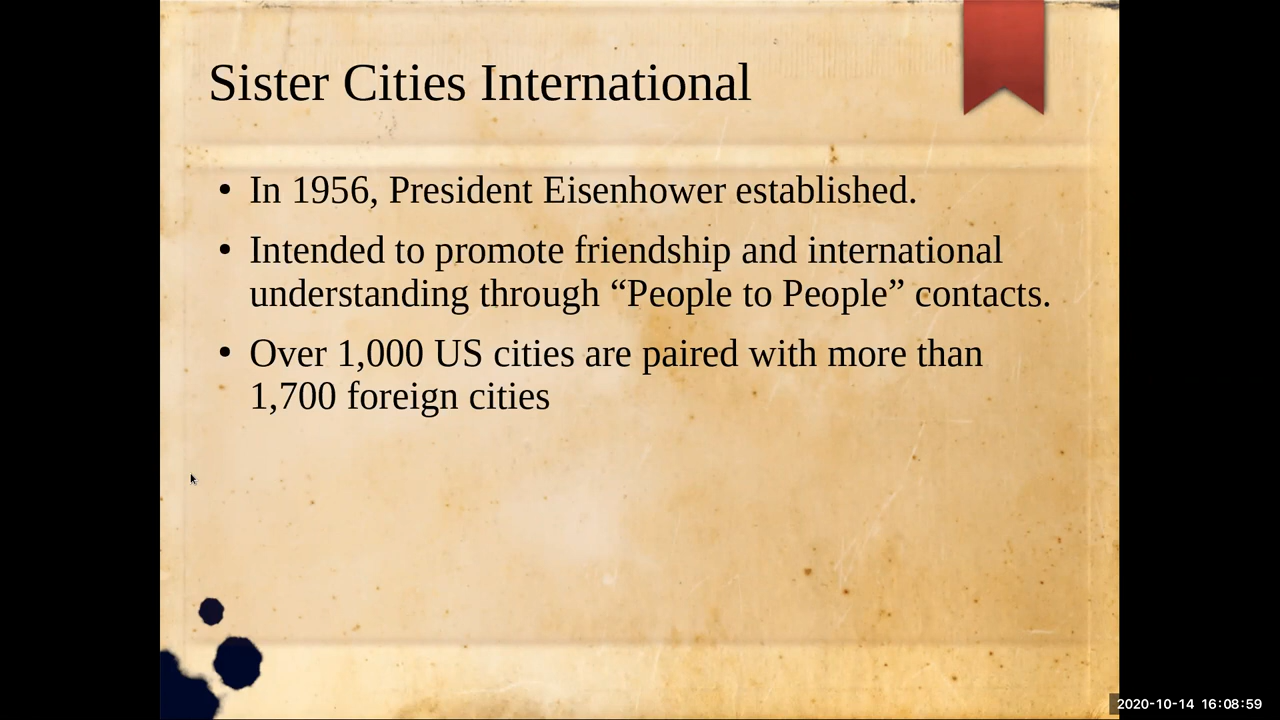 Sister Cities International
• In 1956, President Eisenhower established.
• Intended to promote friendship and international
understanding through “People to People” contacts.
• Over 1,000 US cities are paired with more than
1,700 foreign cities
2020-10-14 16:08:59